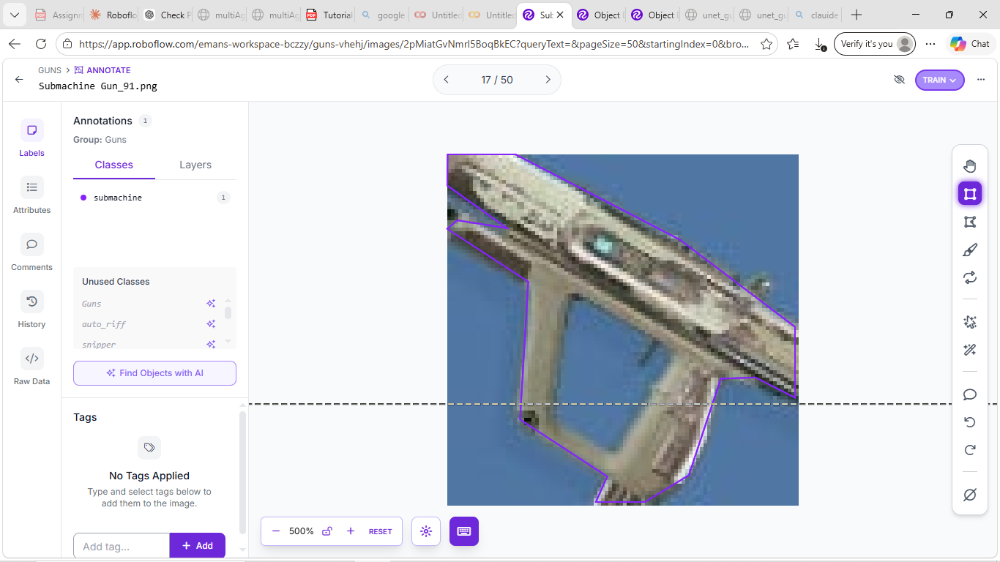 Assignn
Roboflo
Check P
multiAg
multiAg
Tutorial
google
Untitled
Untitled
Sub
Object D
Object D
unet_gu
unet_gu
clauide
https://app.roboflow.com/emans-workspace-bczzy/guns-vhehj/images/2pMiatGvNmrI5BoqBkEC?queryText=&pageSize=50&startingIndex=0&bro...
Verify it's you
Chat
GUNS > ANNOTATE
Submachine Gun_91.png
17 / 50
TRAIN
Labels
Attributes
Comments
History
Raw Data
Annotations 1
Group: Guns
Classes Layers
submachine 1
Unused Classes
Guns
auto_riff
snipper
Find Objects with AI
Tags
No Tags Applied
Type and select tags below to
add them to the image.
Add tag...
+ Add
500%
RESET